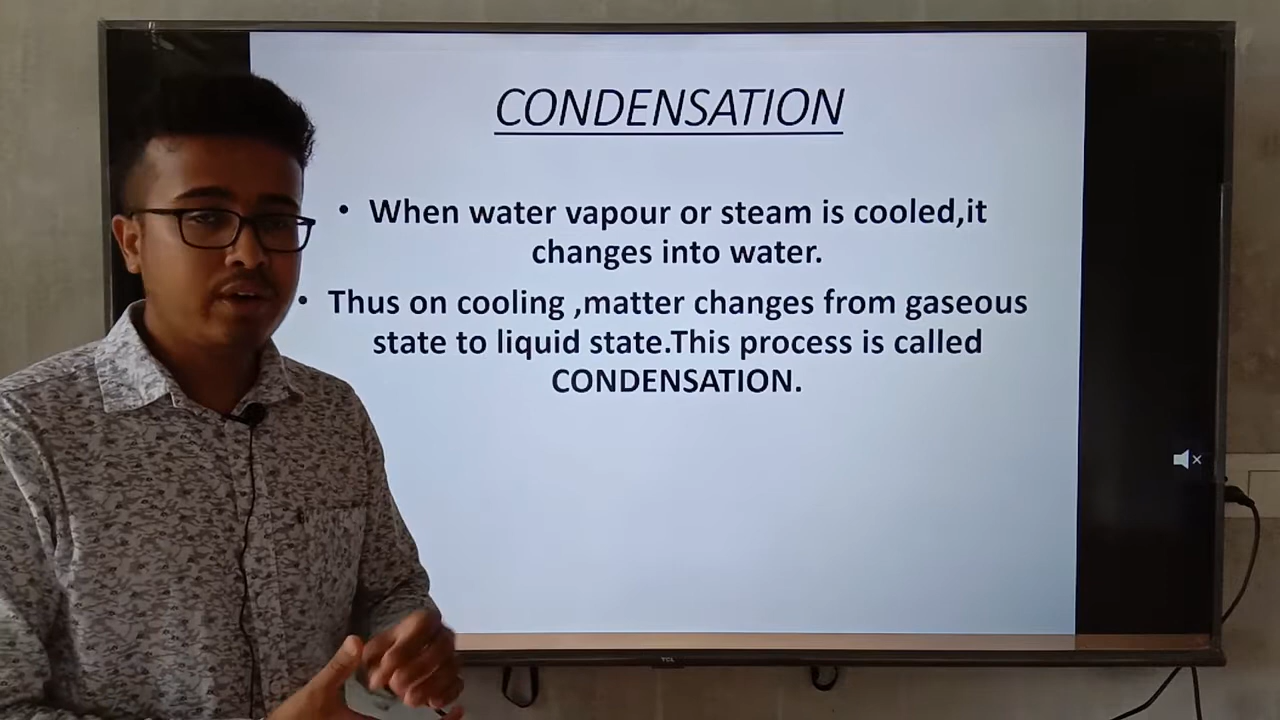 CONDENSATION
• When water vapour or steam is cooled,it
changes into water.
• Thus on cooling ,matter changes from gaseous
state to liquid state.This process is called
CONDENSATION.
TCL